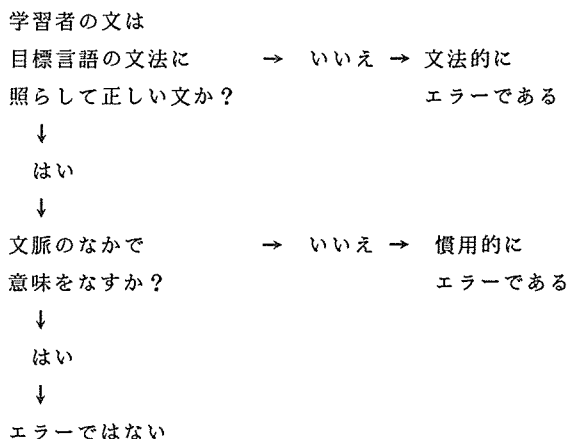 学習者の文は
目標言語の文法に → いいえ → 文法的に
照らして正しい文か？ エラーである
↓
はい
↓
文脈のなかで → いいえ → 慣用的に
意味をなすか？ エラーである
↓
はい
↓
エラーではない